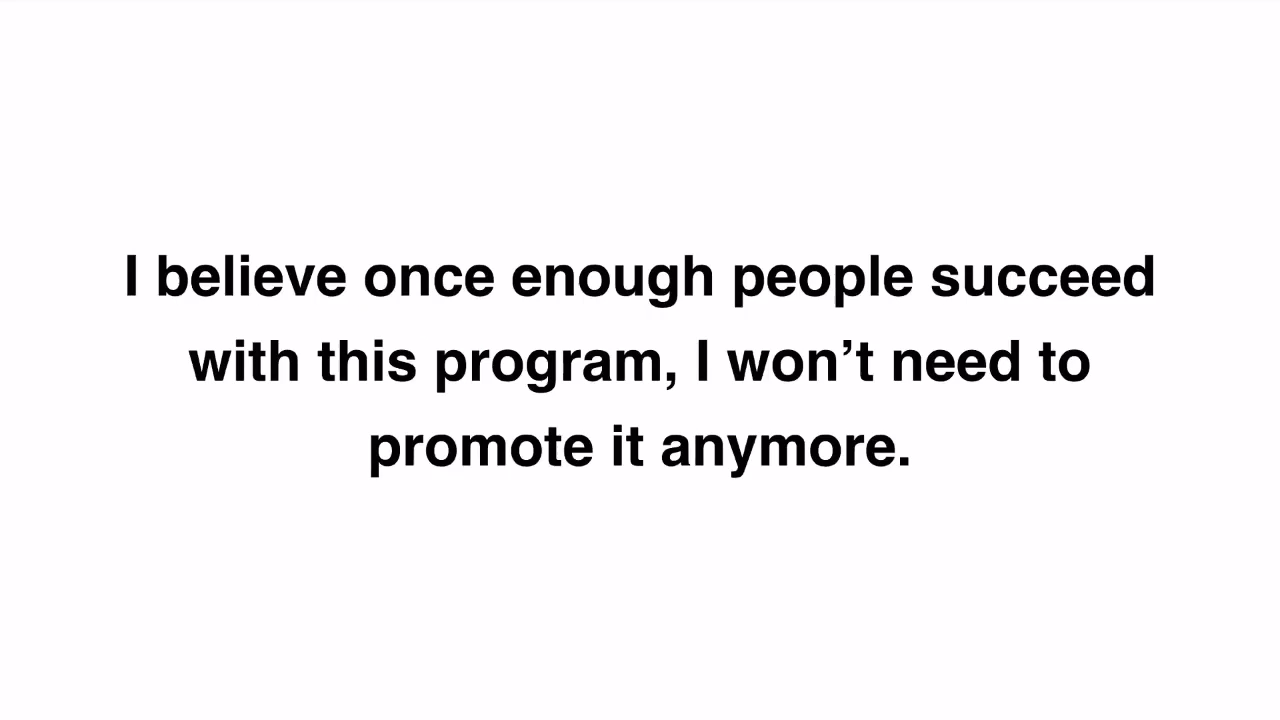 I believe once enough people succeed
with this program, I won’t need to
promote it anymore.